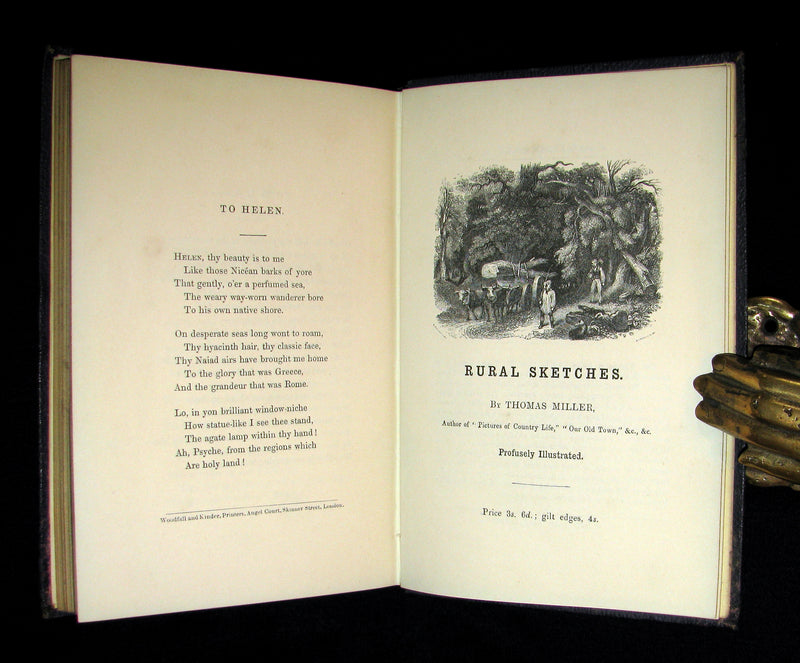 TO HELEN.
HELEN, thy beauty is to me
Like those Nicéan barks of yore
That gently, o'er a perfumed sea,
The weary way-worn wanderer bore
To his own native shore.
On desperate seas long wont to roam,
Thy hyacinth hair, thy classic face,
Thy Naiad airs have brought me home
To the glory that was Greece,
And the grandeur that was Rome.
Lo, in yon brilliant window-niche
How statue-like I see thee stand,
The agate lamp within thy hand!
Ah, Psyche, from the regions which
Are holy land!
Woodfall and Kinder, Printers, Angel Court, Skinner Street, London.
RURAL SKETCHES.
BY THOMAS MILLER,
Author of ‘Pictures of Country Life,” “Our Old Town,” &c., &c.
Profusely Illustrated.
Price 3s. 6d.; gilt edges, 4s.